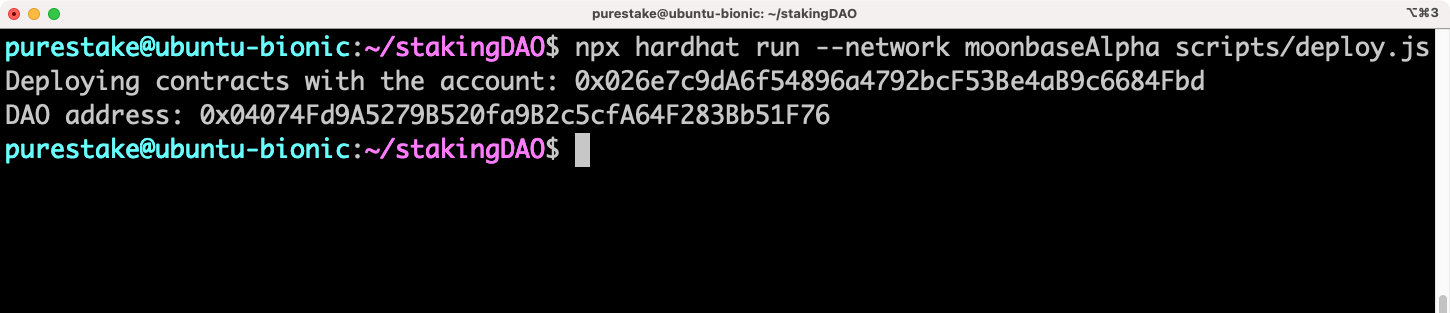 purestake@ubuntu-bionic: ~/stakingDAO ⌥⌘3
purestake@ubuntu-bionic:~/stakingDAO$ npx hardhat run --network moonbaseAlpha scripts/deploy.js
Deploying contracts with the account: 0x026e7c9dA6f54896a4792bcF53Be4aB9c6684Fbd
DAO address: 0x04074Fd9A5279B520fa9B2c5cfA64F283Bb51F76
purestake@ubuntu-bionic:~/stakingDAO$